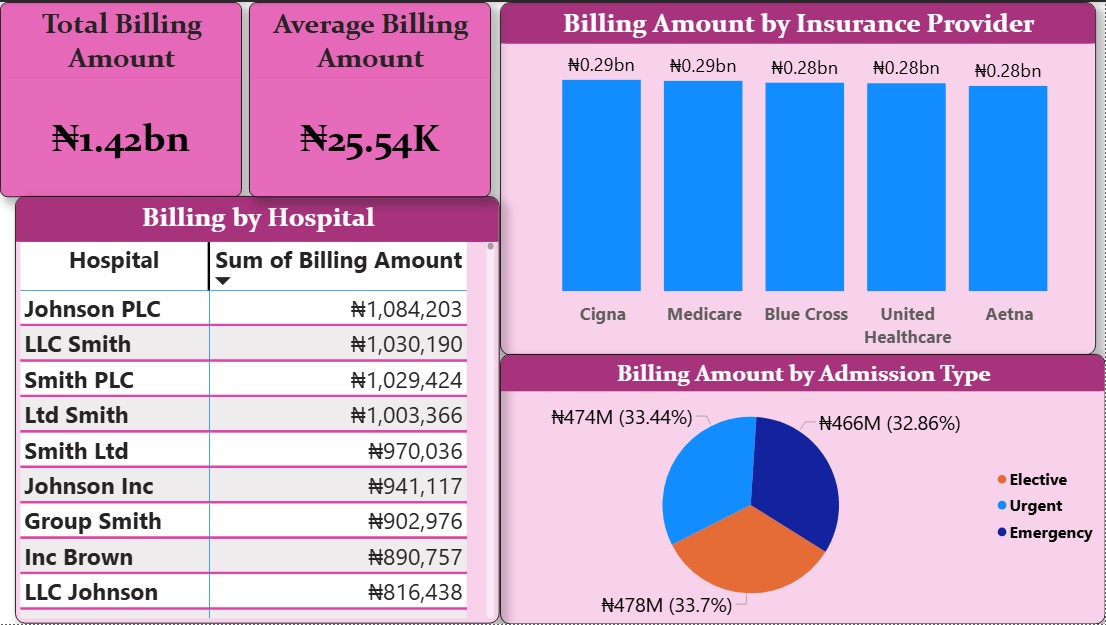 Total Billing
Amount
₦1.42bn
Average Billing
Amount
₦25.54K
Billing by Hospital
Hospital Sum of Billing Amount
Johnson PLC ₦1,084,203
LLC Smith ₦1,030,190
Smith PLC ₦1,029,424
Ltd Smith ₦1,003,366
Smith Ltd ₦970,036
Johnson Inc ₦941,117
Group Smith ₦902,976
Inc Brown ₦890,757
LLC Johnson ₦816,438
Billing Amount by Insurance Provider
₦0.29bn ₦0.29bn ₦0.28bn ₦0.28bn ₦0.28bn
Cigna Medicare Blue Cross United Aetna
Healthcare
Billing Amount by Admission Type
₦474M (33.44%) ₦466M (32.86%)
Elective
Urgent
Emergency
₦478M (33.7%)